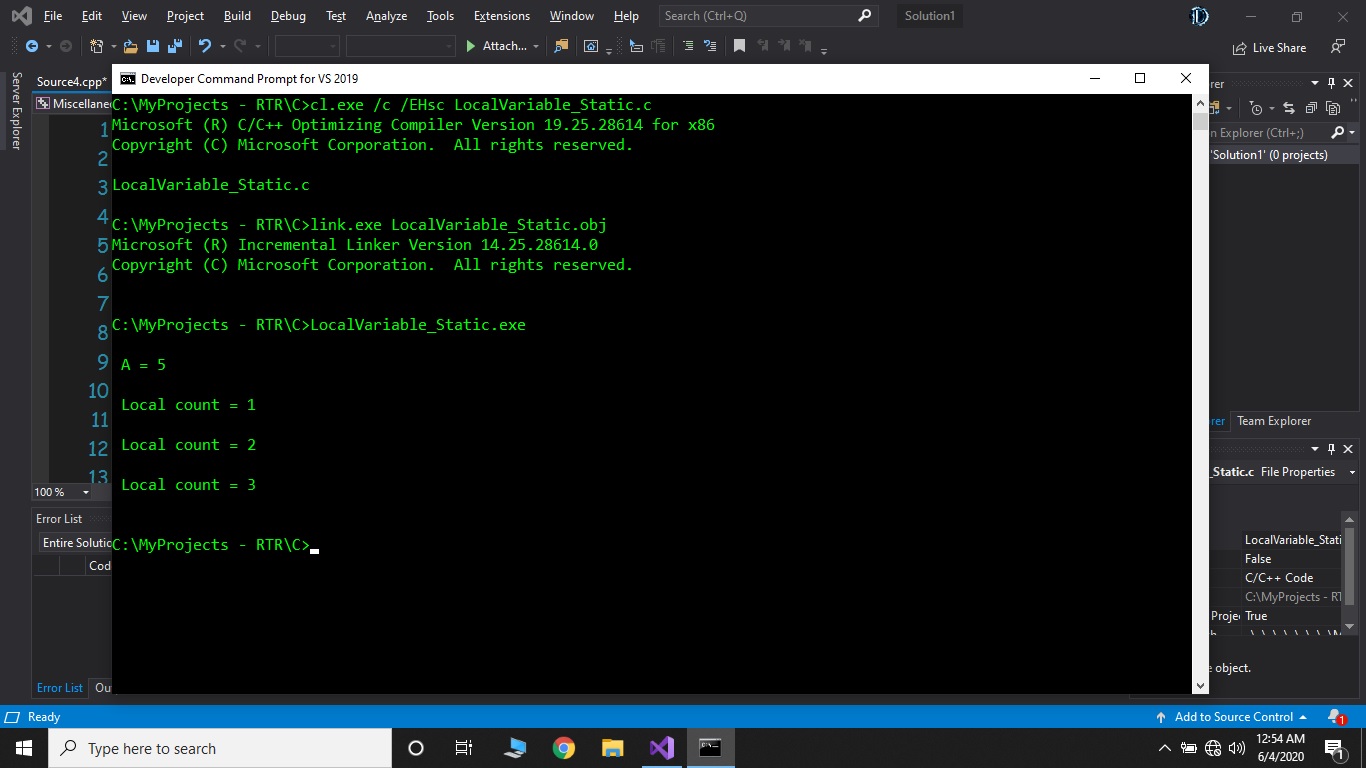 File Edit View Project Build Debug Test Analyze Tools Extensions Window Help Search (Ctrl+Q) Solution1
Attach... Live Share
Server Explorer
Source4.cpp*
Miscellane
1
2
3
4
5
6
7
8
9
10
11
12
13
100 %
Developer Command Prompt for VS 2019
C:\MyProjects - RTR\C>cl.exe /c /EHsc LocalVariable_Static.c
Microsoft (R) C/C++ Optimizing Compiler Version 19.25.28614 for x86
Copyright (C) Microsoft Corporation.  All rights reserved.
LocalVariable_Static.c
C:\MyProjects - RTR\C>link.exe LocalVariable_Static.obj
Microsoft (R) Incremental Linker Version 14.25.28614.0
Copyright (C) Microsoft Corporation.  All rights reserved.
C:\MyProjects - RTR\C>LocalVariable_Static.exe
A = 5
Local count = 1
Local count = 2
Local count = 3
C:\MyProjects - RTR\C>
rer
n Explorer (Ctrl+;)
'Solution1' (0 projects)
rer Team Explorer
_Static.c File Properties
LocalVariable_Stati
False
C/C++ Code
C:\MyProjects - RT
Proje True
e object.
Error List
Entire Solutio
Cod
Error List Ou
Ready Add to Source Control 1
Type here to search
12:54 AM
6/4/2020
1